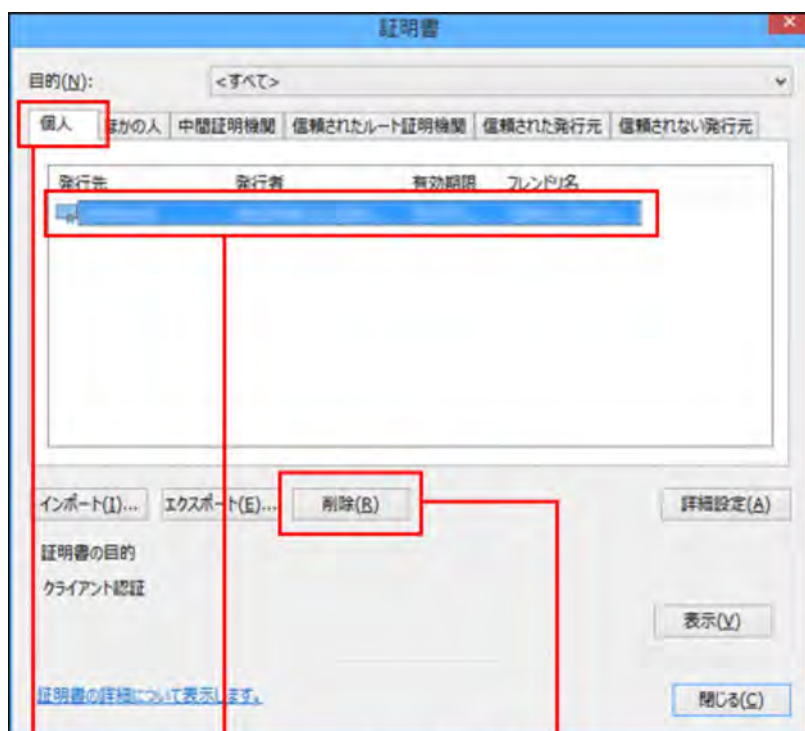 証明書
目的(N): <すべて>
個人 ほかの人 中間証明機関 信頼されたルート証明機関 信頼された発行元 信頼されない発行元
発行先 発行者 有効期限 フレンドリ名
インポート(I)... エクスポート(E)... 削除(R) 詳細設定(A)
証明書の目的
クライアント認証
表示(V)
証明書の詳細について表示します。
閉じる(C)